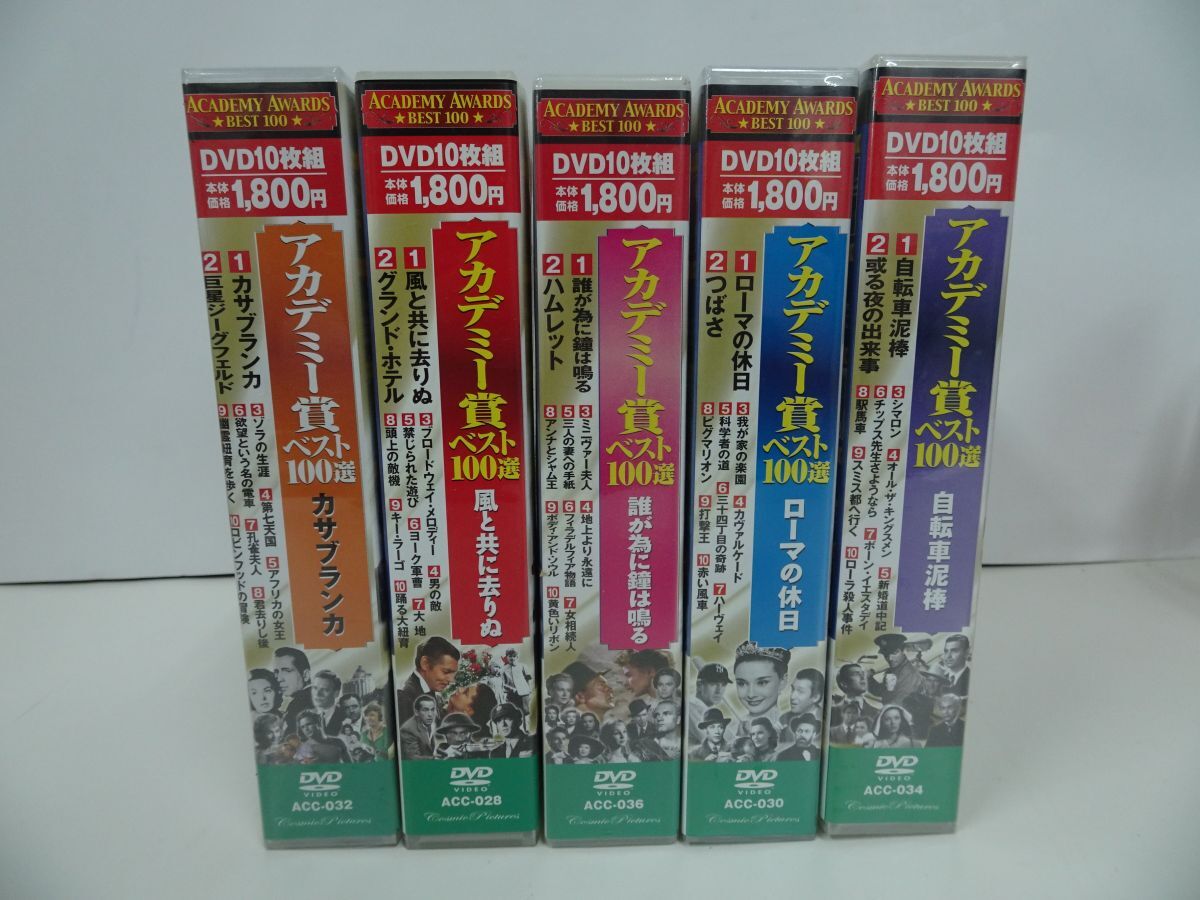 ACADEMY AWARDS
★ BEST 100 ★
DVD10枚組
本体価格 1,800円
アカデミー賞
ベスト100選
カサブランカ
1 カサブランカ
2 巨星ジーグフェルド
3 ゾラの生涯 4 第七天国 5 アフリカの女王
6 欲望という名の電車 7 孔雀夫人 8 君去りし後
9 幽霊紐育を歩く 10 ロビンフッドの冒険
DVD
VIDEO
ACC-032
Cosmic Pictures
ACADEMY AWARDS
★ BEST 100 ★
DVD10枚組
本体価格 1,800円
アカデミー賞
ベスト100選
風と共に去りぬ
1 風と共に去りぬ
2 グランド・ホテル
3 ブロードウェイ・メロディー 4 男の敵
5 禁じられた遊び 6 ヨーク軍曹 7 大地
8 頭上の敵機 9 キー・ラーゴ 10 踊る大紐育
DVD
VIDEO
ACC-028
Cosmic Pictures
ACADEMY AWARDS
★ BEST 100 ★
DVD10枚組
本体価格 1,800円
アカデミー賞
ベスト100選
誰が為に鐘は鳴る
1 誰が為に鐘は鳴る
2 ハムレット
3 ミニヴァー夫人 4 地上より永遠に
5 三人の妻への手紙 6 フィラデルフィア物語 7 女相続人
8 アンナとシャム王 9 ボディ・アンド・ソウル 10 黄色いリボン
DVD
VIDEO
ACC-036
Cosmic Pictures
ACADEMY AWARDS
★ BEST 100 ★
DVD10枚組
本体価格 1,800円
アカデミー賞
ベスト100選
ローマの休日
1 ローマの休日
2 つばさ
3 我が家の楽園 4 カヴァルケード
5 科学者の道 6 三十四丁目の奇跡 7 ハーヴェイ
8 ピグマリオン 9 打撃王 10 赤い風車
DVD
VIDEO
ACC-030
Cosmic Pictures
ACADEMY AWARDS
★ BEST 100 ★
DVD10枚組
本体価格 1,800円
アカデミー賞
ベスト100選
自転車泥棒
1 自転車泥棒
2 或る夜の出来事
3 シマロン 4 オール・ザ・キングスメン 5 新婚道中記
6 チップス先生さようなら 7 ボーン・イエスタデイ
8 駅馬車 9 スミス都へ行く 10 ローラ殺人事件
DVD
VIDEO
ACC-034
Cosmic Pictures